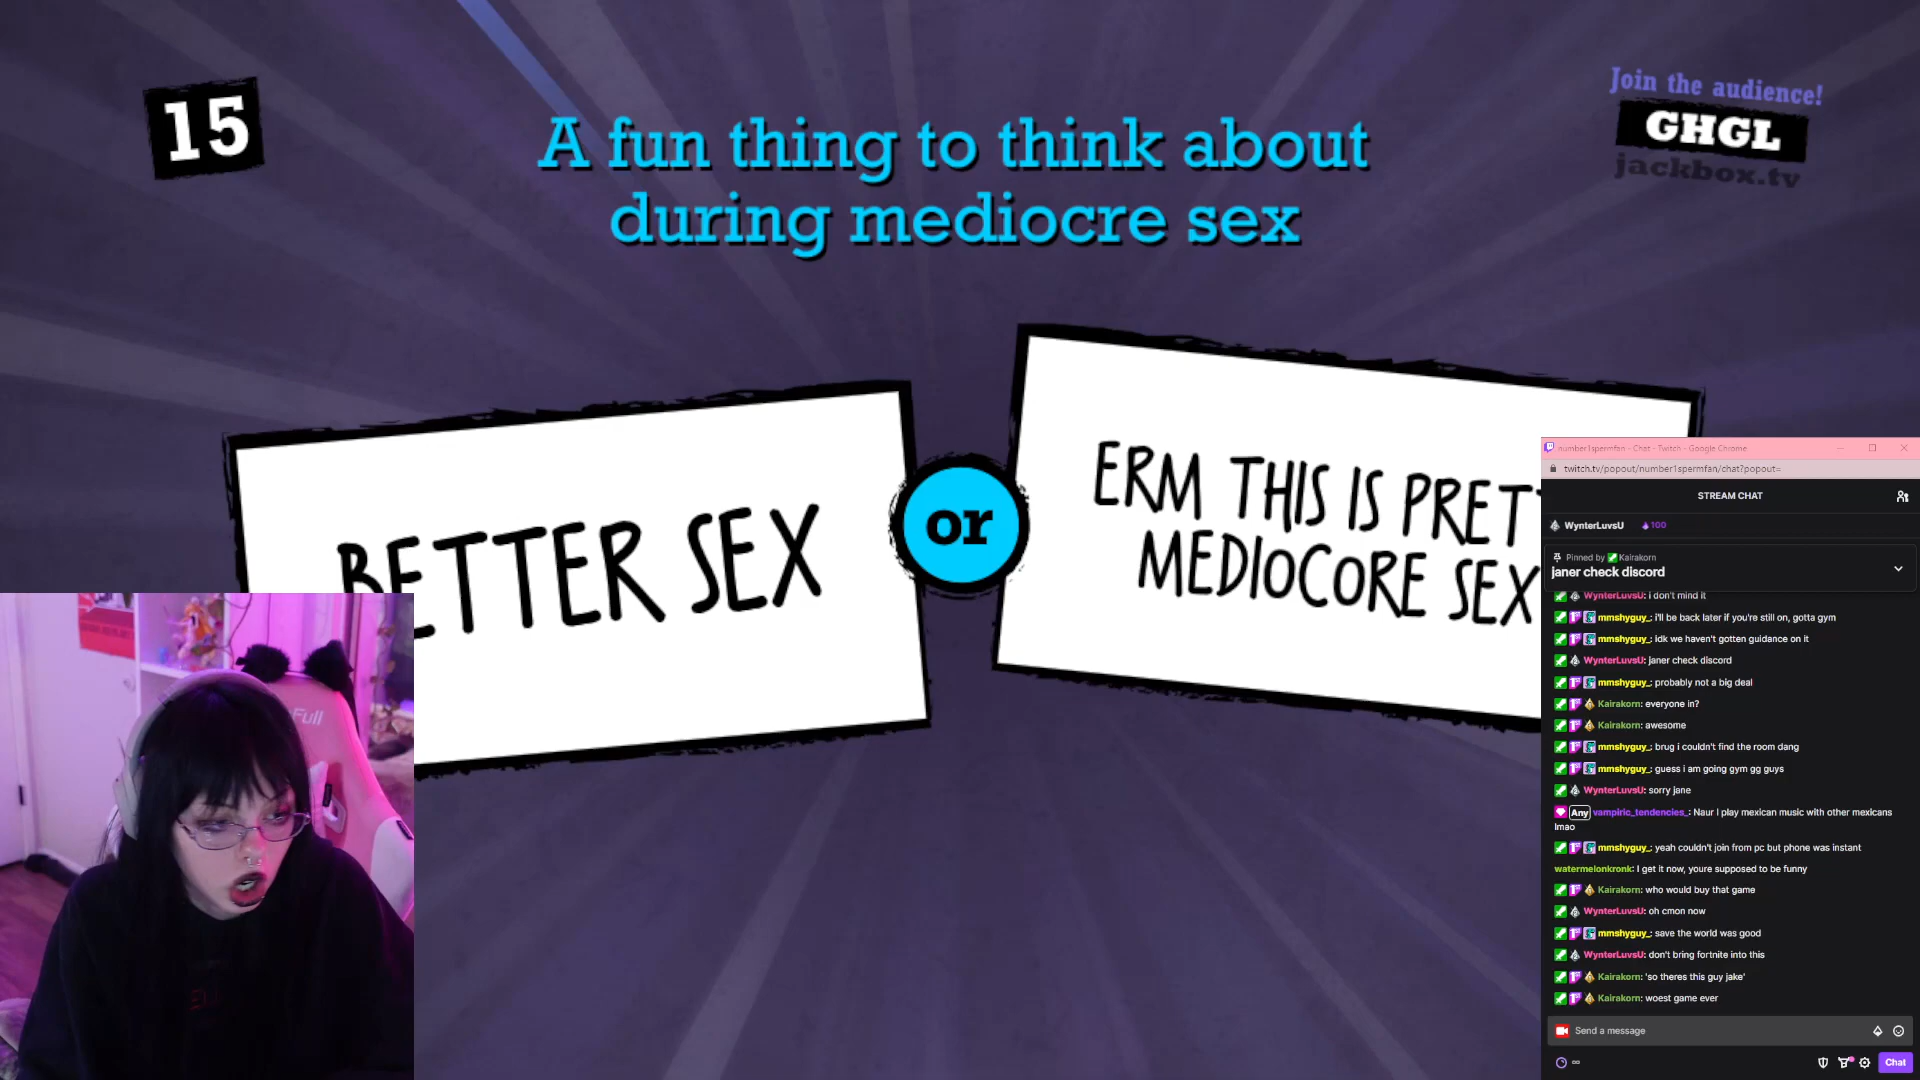 15
A fun thing to think about
during mediocre sex
Join the audience!
GHGL
jackbox.tv
BETTER SEX
or
ERM THIS IS PRET
MEDIOCORE SEX
Full
number1spermfan - Chat - Twitch - Google Chrome
twitch.tv/popout/number1spermfan/chat?popout=
STREAM CHAT
WynterLuvsU 100
Pinned by Kairakorn
janer check discord
WynterLuvsU: i don't mind it
mmshyguy_: i'll be back later if you're still on, gotta gym
mmshyguy_: idk we haven't gotten guidance on it
WynterLuvsU: janer check discord
mmshyguy_: probably not a big deal
Kairakorn: everyone in?
Kairakorn: awesome
mmshyguy_: brug i couldn't find the room dang
mmshyguy_: guess i am going gym gg guys
WynterLuvsU: sorry jane
Any vampiric_tendencies_: Naur I play mexican music with other mexicans
lmao
mmshyguy_: yeah couldn't join from pc but phone was instant
watermelonkronk: I get it now, youre supposed to be funny
Kairakorn: who would buy that game
WynterLuvsU: oh cmon now
mmshyguy_: save the world was good
WynterLuvsU: don't bring fortnite into this
Kairakorn: 'so theres this guy jake'
Kairakorn: woest game ever
Send a message
Chat